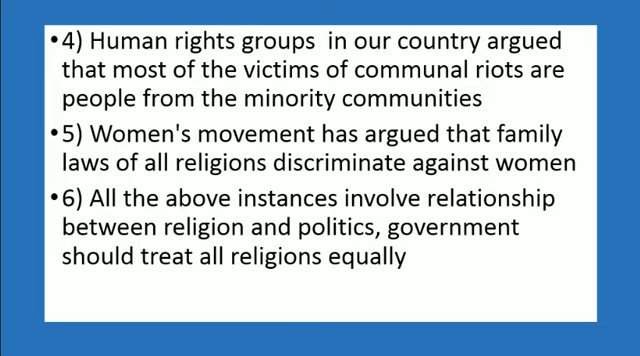 •4) Human rights groups in our country argued
that most of the victims of communal riots are
people from the minority communities
•5) Women's movement has argued that family
laws of all religions discriminate against women
•6) All the above instances involve relationship
between religion and politics, government
should treat all religions equally